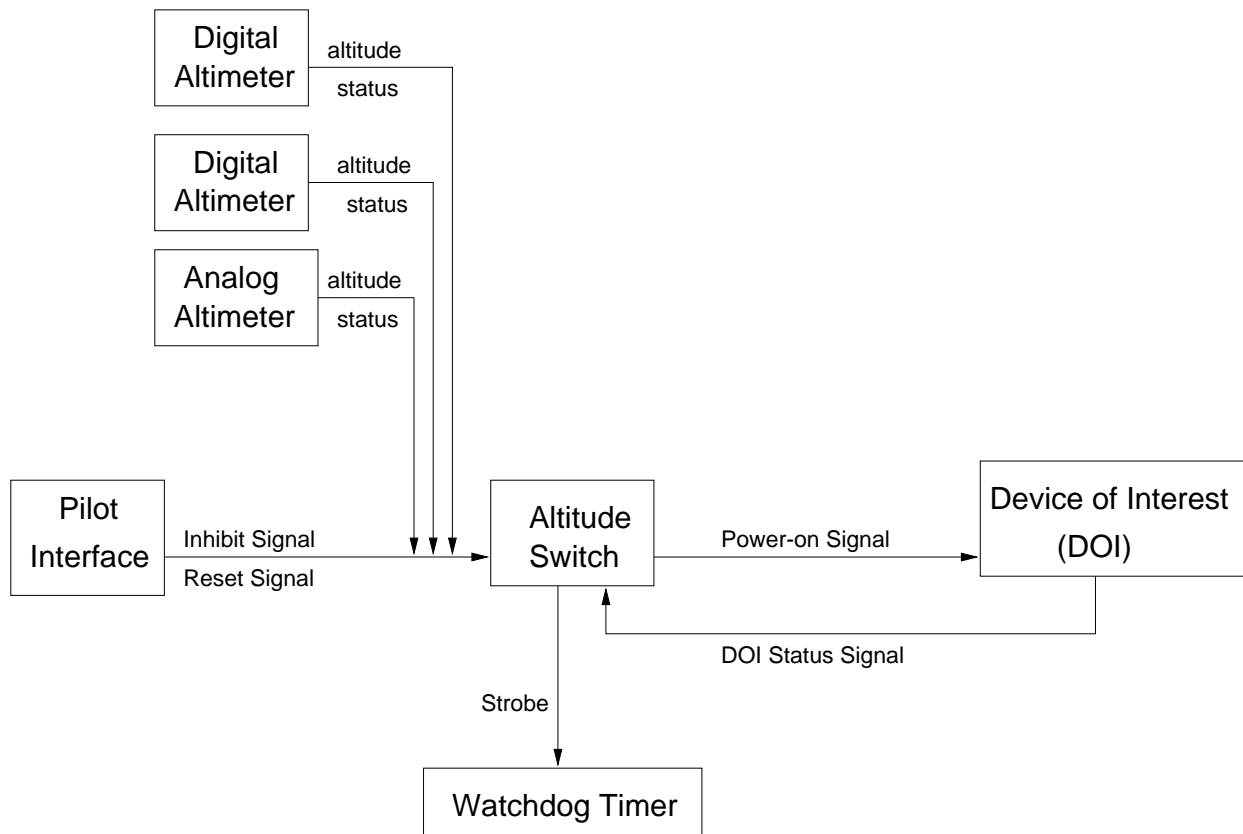 Digital
Altimeter
altitude
status
Digital
Altimeter
altitude
status
Analog
Altimeter
altitude
status
Pilot
Interface
Inhibit Signal
Reset Signal
Altitude
Switch
Power-on Signal
Device of Interest
(DOI)
DOI Status Signal
Strobe
Watchdog Timer